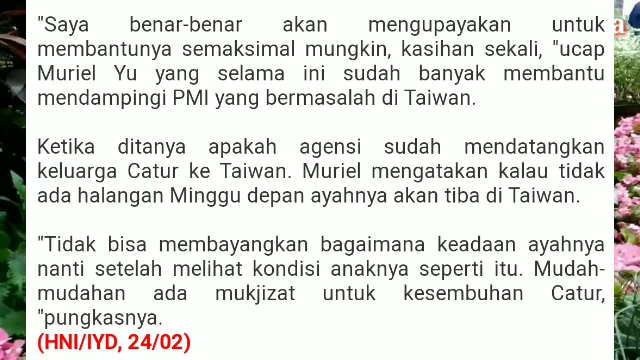 "Saya benar-benar akan mengupayakan untuk
membantunya semaksimal mungkin, kasihan sekali, "ucap
Muriel Yu yang selama ini sudah banyak membantu
mendampingi PMI yang bermasalah di Taiwan.
Ketika ditanya apakah agensi sudah mendatangkan
keluarga Catur ke Taiwan. Muriel mengatakan kalau tidak
ada halangan Minggu depan ayahnya akan tiba di Taiwan.
"Tidak bisa membayangkan bagaimana keadaan ayahnya
nanti setelah melihat kondisi anaknya seperti itu. Mudah-
mudahan ada mukjizat untuk kesembuhan Catur,
"pungkasnya.
(HNI/IYD, 24/02)